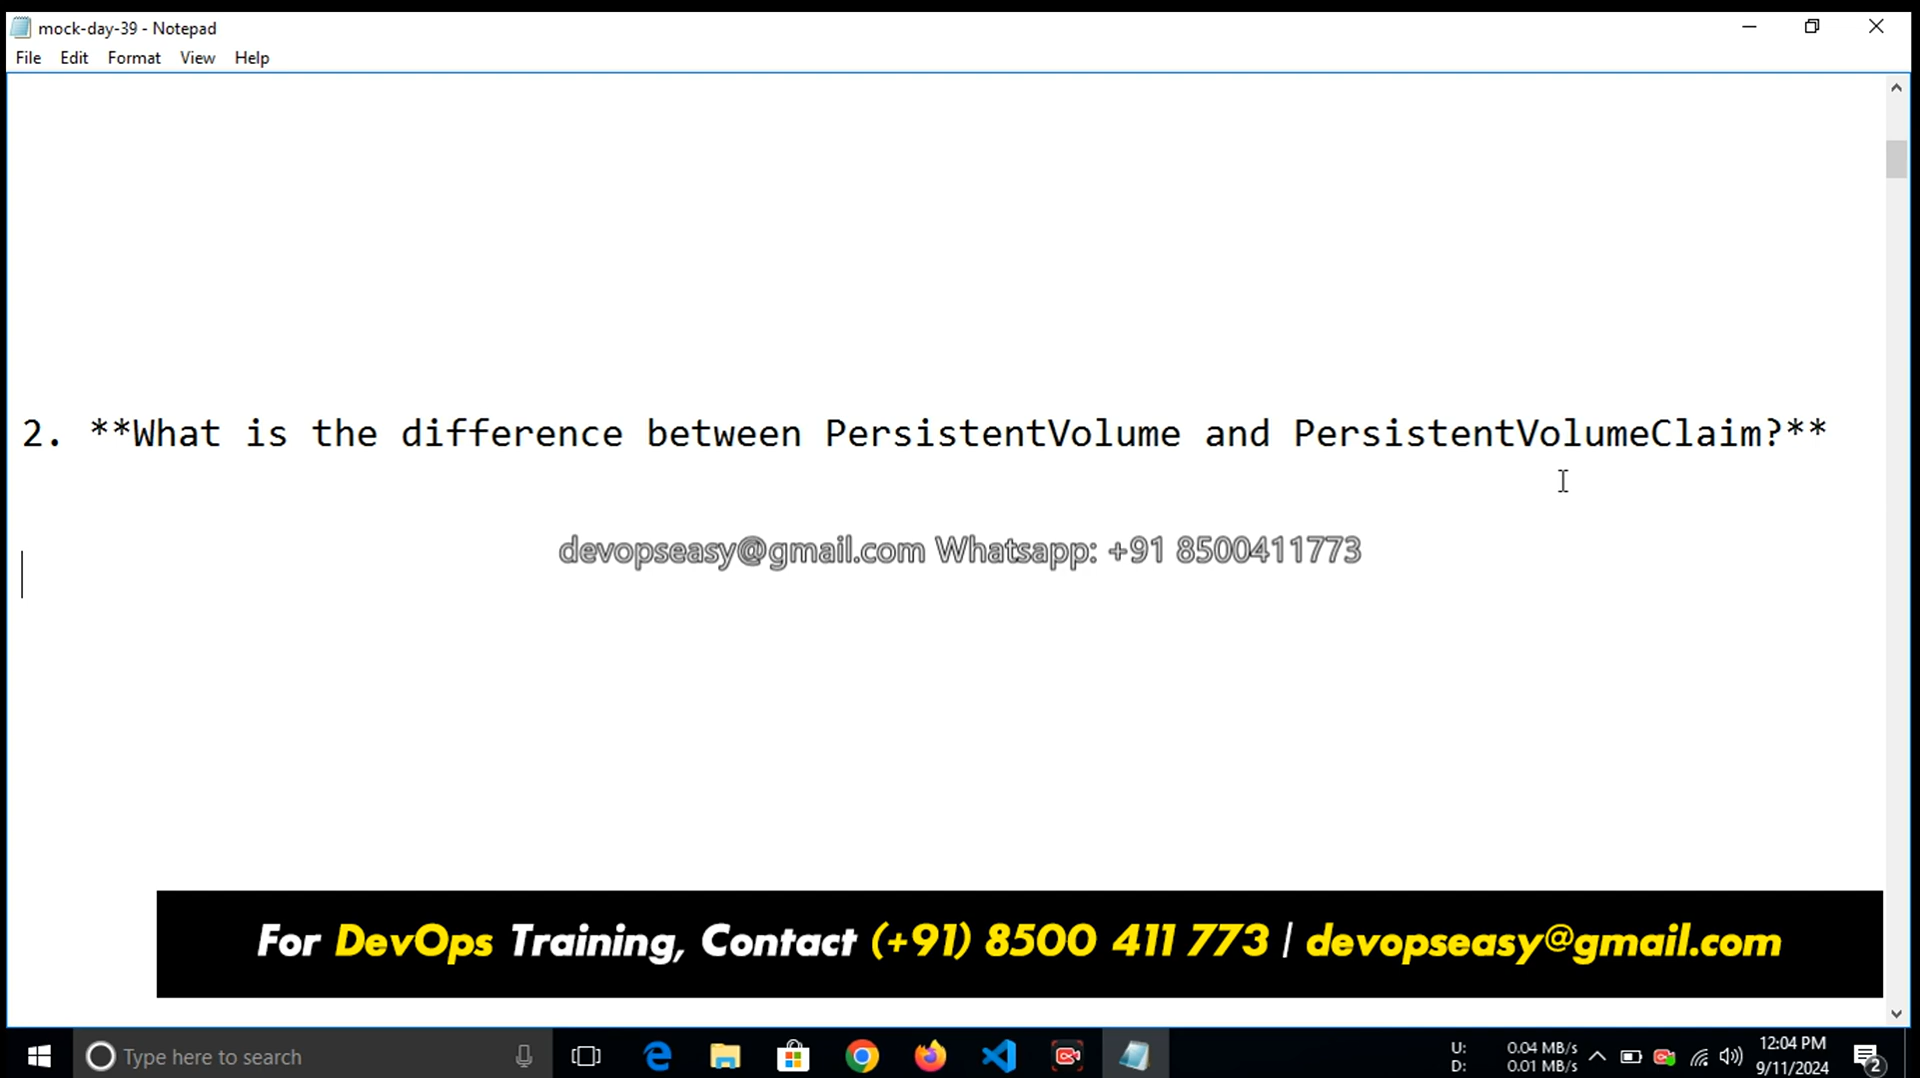 mock-day-39 - Notepad
File Edit Format View Help
2. **What is the difference between PersistentVolume and PersistentVolumeClaim?**
devopseasy@gmail.com Whatsapp: +91 8500411773
For DevOps Training, Contact (+91) 8500 411 773 | devopseasy@gmail.com
Type here to search
U: 0.04 MB/s
D: 0.01 MB/s
12:04 PM
9/11/2024
2